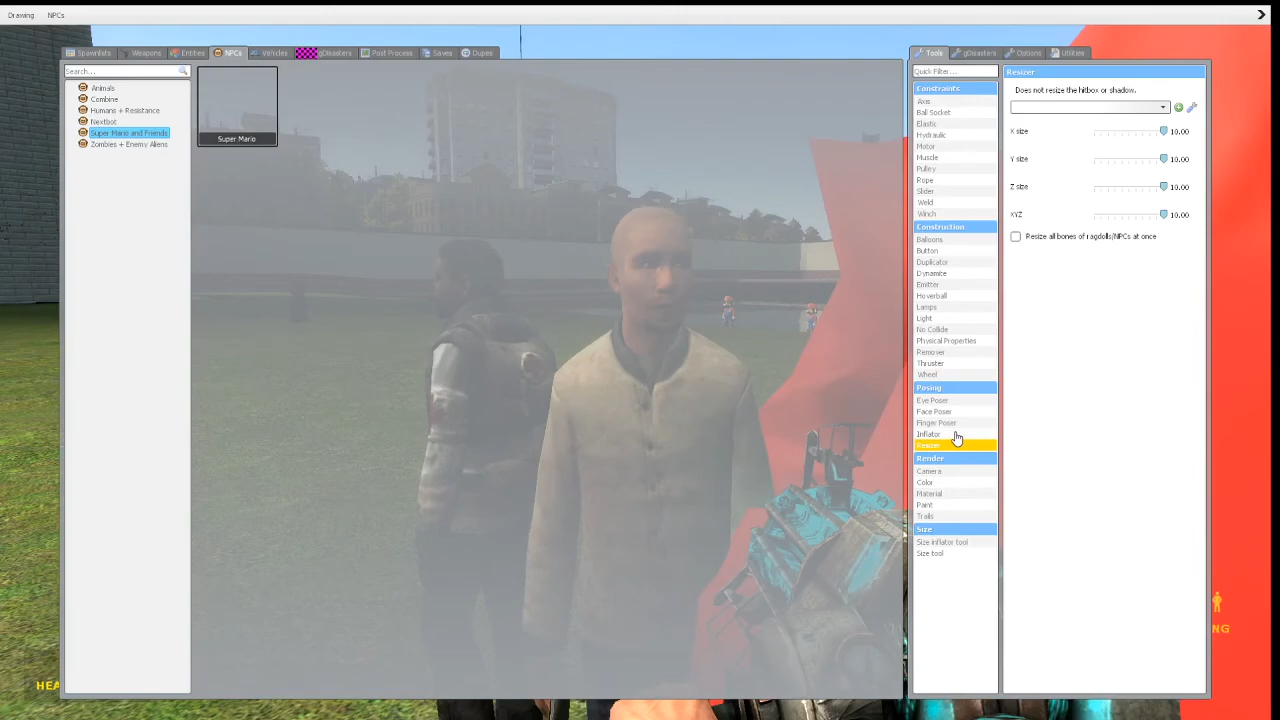 Drawing NPCs
Spawnlists Weapons Entities NPCs Vehicles gDisasters Post Process Saves Dupes
Tools gDisasters Options Utilities
Search...
Animals
Combine
Humans + Resistance
Nextbot
Super Mario and Friends
Zombies + Enemy Aliens
Super Mario
Quick Filter...
Constraints
Axis
Ball Socket
Elastic
Hydraulic
Motor
Muscle
Pulley
Rope
Slider
Weld
Winch
Construction
Balloons
Button
Duplicator
Dynamite
Emitter
Hoverball
Lamps
Light
No Collide
Physical Properties
Remover
Thruster
Wheel
Posing
Eye Poser
Face Poser
Finger Poser
Inflator
Resizer
Render
Camera
Color
Material
Paint
Trails
Size
Size inflator tool
Size tool
Resizer
Does not resize the hitbox or shadow.
X size 10.00
Y size 10.00
Z size 10.00
XYZ 10.00
Resize all bones of ragdolls/NPCs at once
HEA
NG